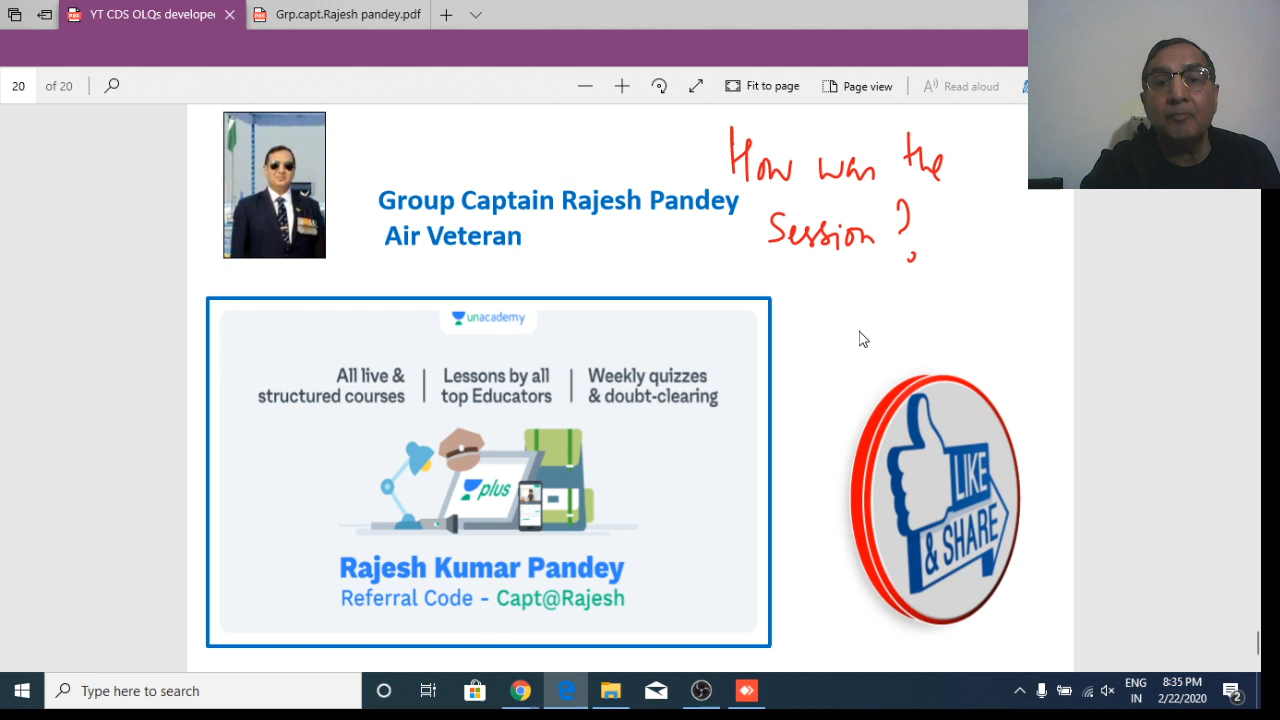 YT CDS OLQs develope
Grp.capt.Rajesh pandey.pdf
20
of 20
Fit to page
Page view
Read aloud
Group Captain Rajesh Pandey
Air Veteran
How was the
Session?
unacademy
All live &
structured courses
Lessons by all
top Educators
Weekly quizzes
& doubt-clearing
plus
Rajesh Kumar Pandey
Referral Code - Capt@Rajesh
LIKE
& SHARE
Type here to search
ENG
IN
8:35 PM
2/22/2020
2